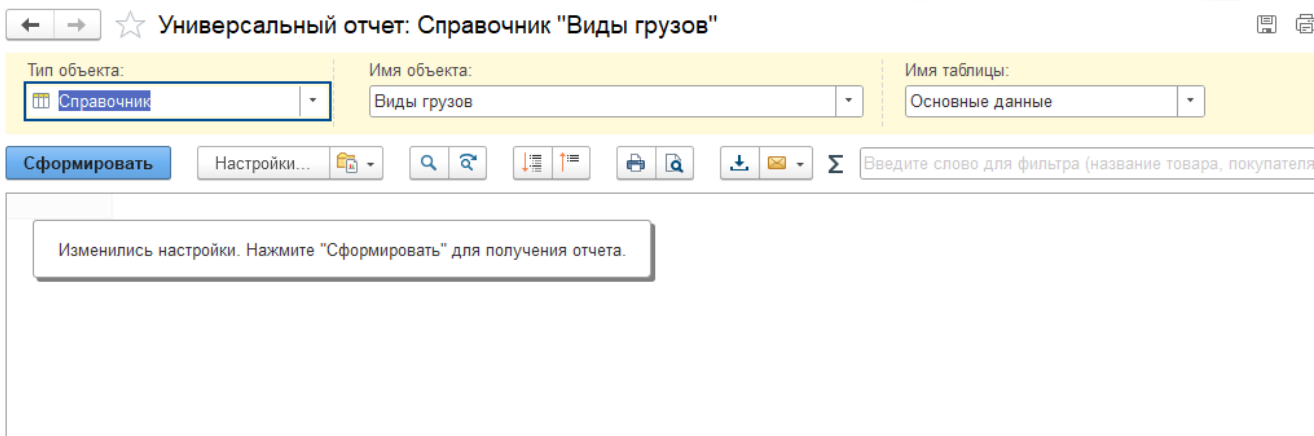 Универсальный отчет: Справочник "Виды грузов"
Тип объекта: Имя объекта: Имя таблицы:
Справочник Виды грузов Основные данные
Сформировать Настройки... Σ Введите слово для фильтра (название товара, покупателя
Изменились настройки. Нажмите "Сформировать" для получения отчета.